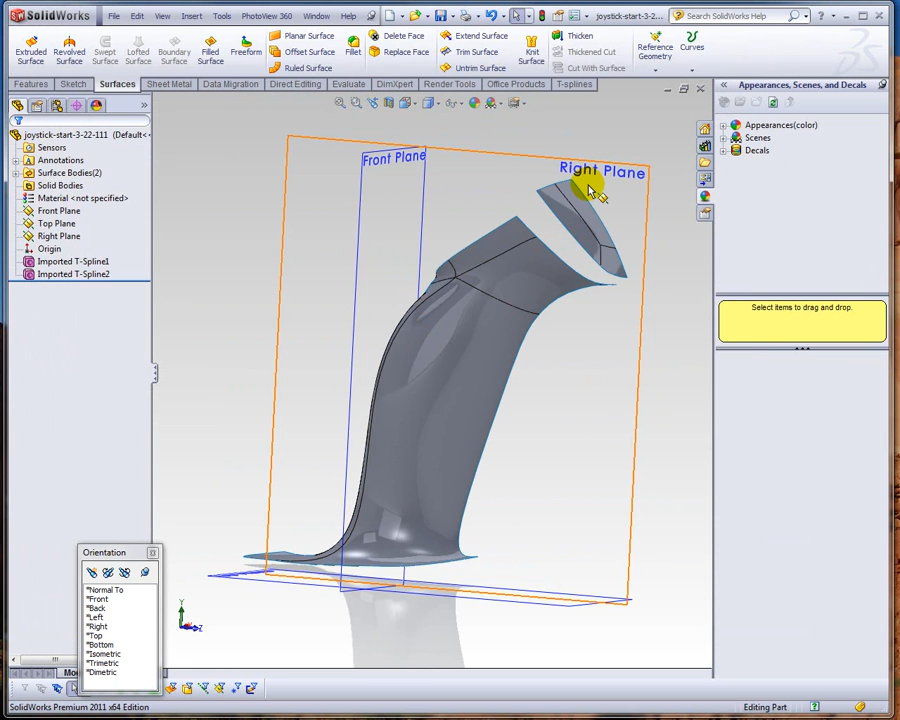 SolidWorks File Edit View Insert Tools PhotoView 360 Window Help joystick-start-3-22... Search SolidWorks Help
Extruded Surface Revolved Surface Swept Surface Lofted Surface Boundary Surface Filled Surface Freeform
Planar Surface
Offset Surface
Ruled Surface
Fillet
Delete Face
Replace Face
Extend Surface
Trim Surface
Untrim Surface
Knit Surface
Thicken
Thickened Cut
Cut With Surface
Reference Geometry Curves
Features Sketch Surfaces Sheet Metal Data Migration Direct Editing Evaluate DimXpert Render Tools Office Products T-splines
Appearances, Scenes, and Decals
joystick-start-3-22-111 (Default<
Sensors
Annotations
Surface Bodies(2)
Solid Bodies
Material <not specified>
Front Plane
Top Plane
Right Plane
Origin
Imported T-Spline1
Imported T-Spline2
Front Plane
Right Plane
Appearances(color)
Scenes
Decals
Select items to drag and drop.
Orientation
*Normal To
*Front
*Back
*Left
*Right
*Top
*Bottom
*Isometric
*Trimetric
*Dimetric
SolidWorks Premium 2011 x64 Edition Editing Part